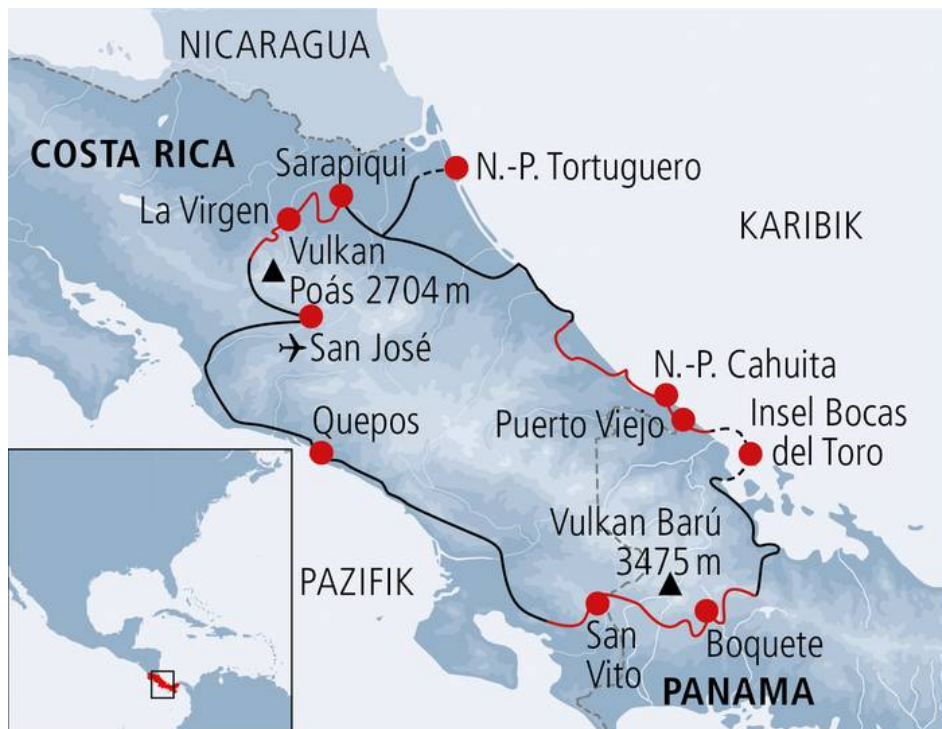 NICARAGUA
COSTA RICA
Sarapiqui
N.-P. Tortuguero
La Virgen
KARIBIK
Vulkan
Poás 2704 m
San José
N.-P. Cahuita
Quepos
Puerto Viejo
Insel Bocas
del Toro
Vulkan Barú
3475 m
PAZIFIK
San
Vito
Boquete
PANAMA